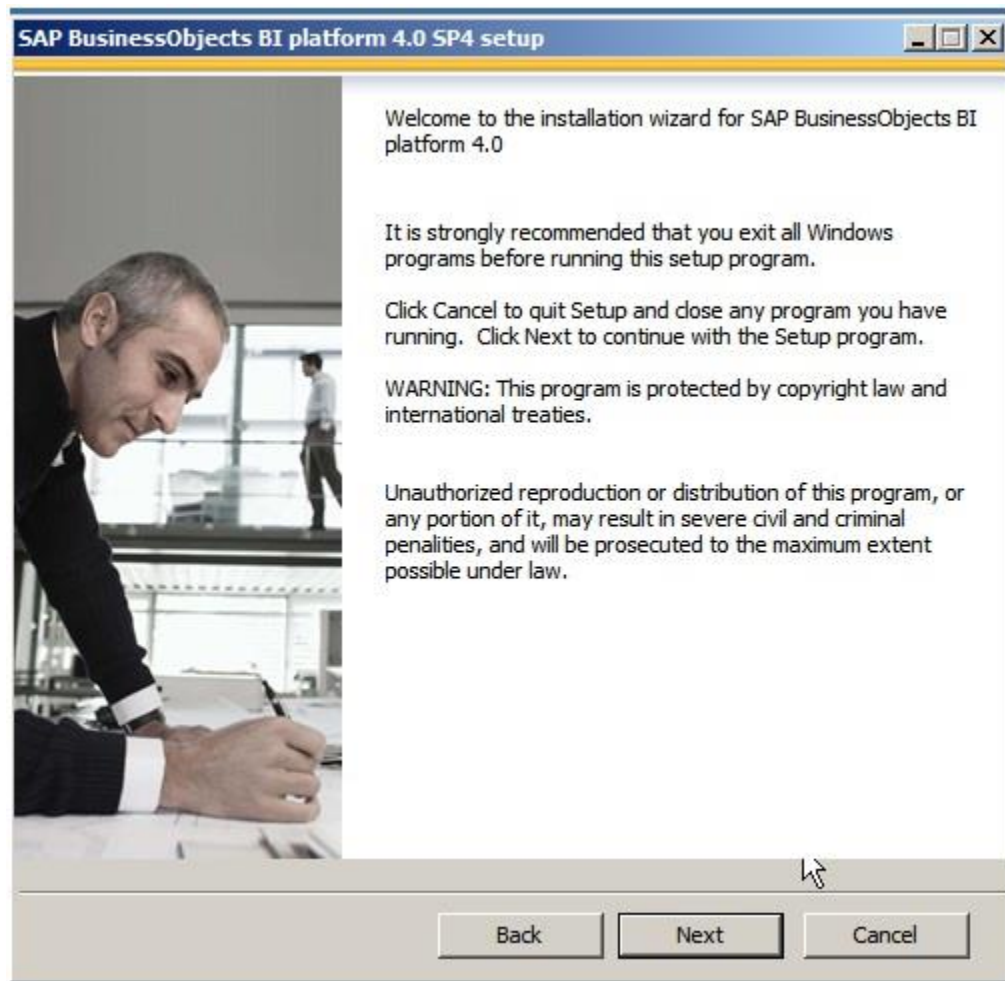 SAP BusinessObjects BI platform 4.0 SP4 setup
Welcome to the installation wizard for SAP BusinessObjects BI
platform 4.0
It is strongly recommended that you exit all Windows
programs before running this setup program.
Click Cancel to quit Setup and close any program you have
running.  Click Next to continue with the Setup program.
WARNING: This program is protected by copyright law and
international treaties.
Unauthorized reproduction or distribution of this program, or
any portion of it, may result in severe civil and criminal
penalities, and will be prosecuted to the maximum extent
possible under law.
Back Next Cancel